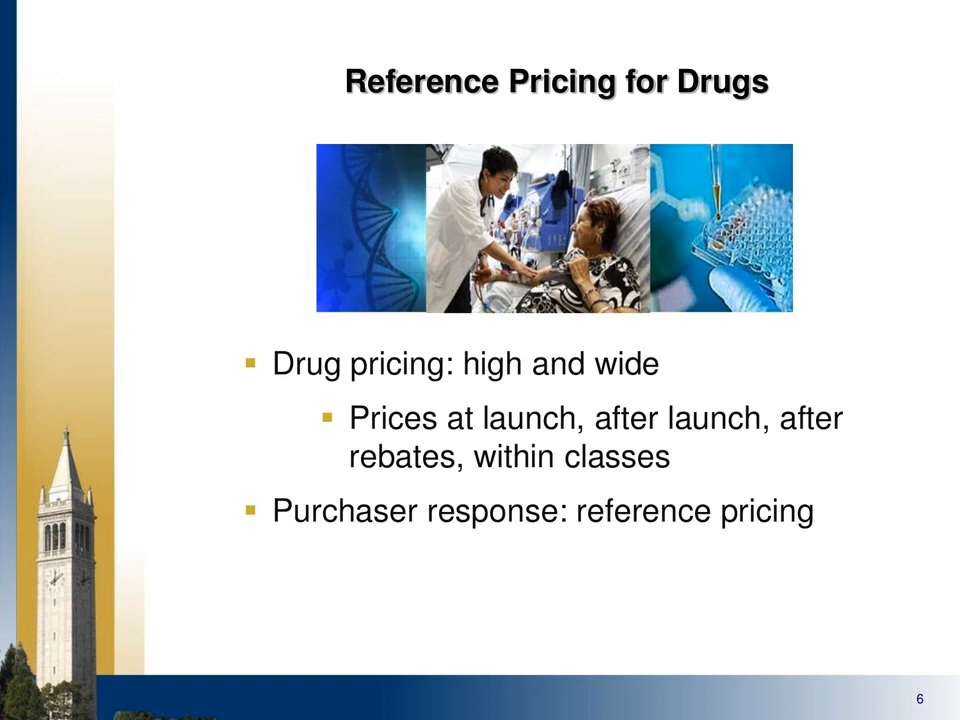 Reference Pricing for Drugs
▪ Drug pricing: high and wide
▪ Prices at launch, after launch, after
rebates, within classes
▪ Purchaser response: reference pricing
6